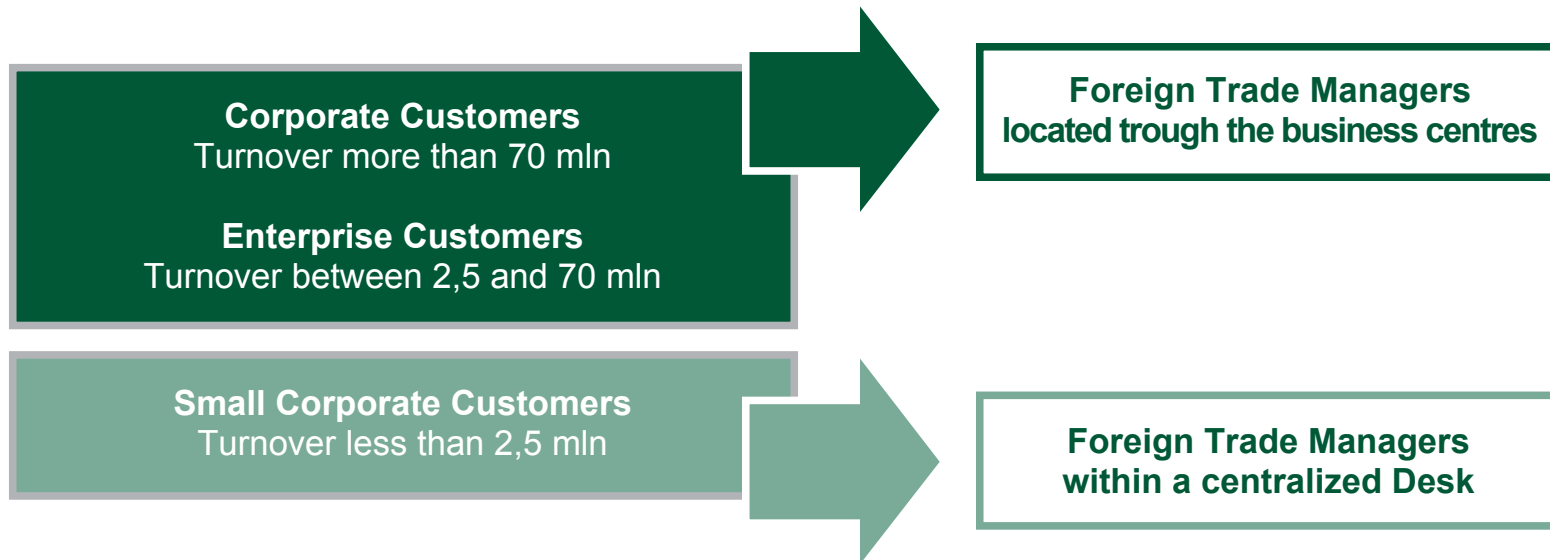 Corporate Customers
Turnover more than 70 mln
Enterprise Customers
Turnover between 2,5 and 70 mln
Foreign Trade Managers
located trough the business centres
Small Corporate Customers
Turnover less than 2,5 mln
Foreign Trade Managers
within a centralized Desk